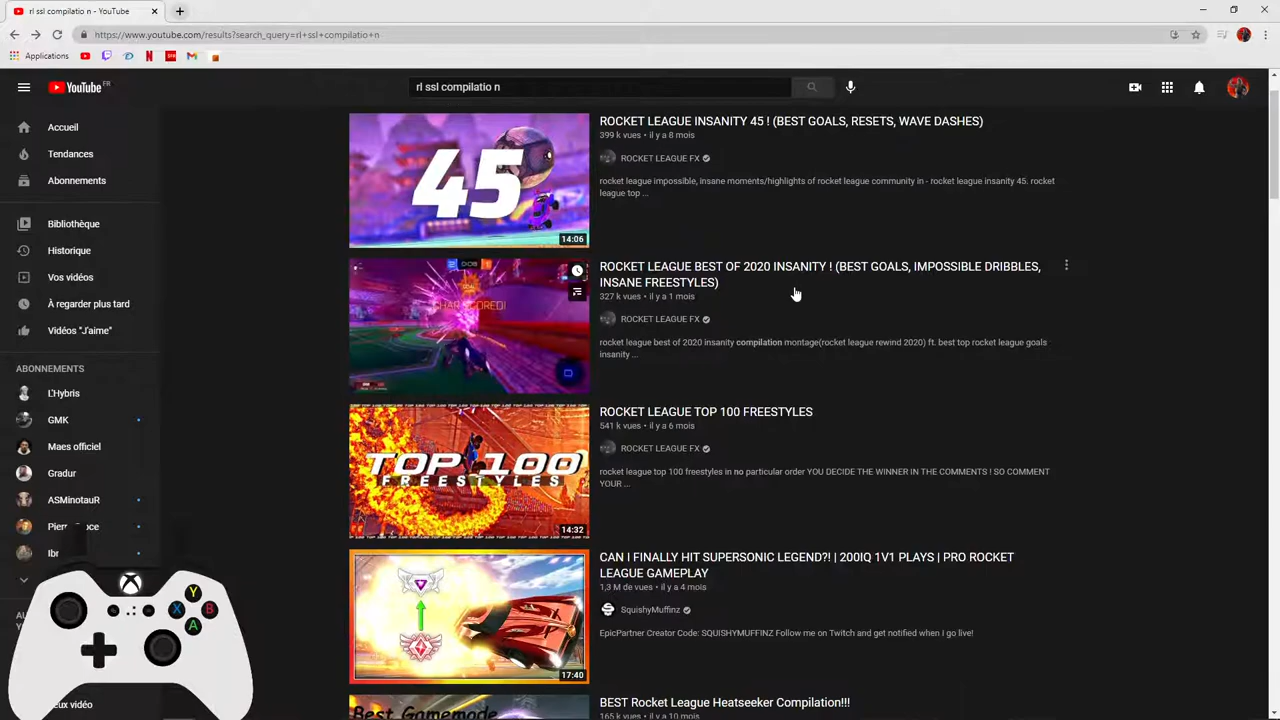 rl ssl compilatio n - YouTube
https://www.youtube.com/results?search_query=rl+ssl+compilatio+n
Applications
YouTube FR
rl ssl compilatio n
Accueil
Tendances
Abonnements
Bibliothèque
Historique
Vos vidéos
À regarder plus tard
Vidéos "J'aime"
ABONNEMENTS
L'Hybris
GMK
Maes officiel
Gradur
ASMinotauR
Ibr
45
14:06
ROCKET LEAGUE INSANITY 45 ! (BEST GOALS, RESETS, WAVE DASHES)
399 k vues • il y a 8 mois
ROCKET LEAGUE FX
rocket league impossible, insane moments/highlights of rocket league community in - rocket league insanity 45. rocket
league top ...
ROCKET LEAGUE BEST OF 2020 INSANITY ! (BEST GOALS, IMPOSSIBLE DRIBBLES,
INSANE FREESTYLES)
327 k vues • il y a 1 mois
ROCKET LEAGUE FX
rocket league best of 2020 insanity compilation montage(rocket league rewind 2020) ft. best top rocket league goals
insanity ...
TOP 100
FREESTYLES
14:32
ROCKET LEAGUE TOP 100 FREESTYLES
541 k vues • il y a 6 mois
ROCKET LEAGUE FX
rocket league top 100 freestyles in no particular order YOU DECIDE THE WINNER IN THE COMMENTS ! SO COMMENT
YOUR ...
17:40
CAN I FINALLY HIT SUPERSONIC LEGEND?! | 200IQ 1V1 PLAYS | PRO ROCKET
LEAGUE GAMEPLAY
1,3 M de vues • il y a 4 mois
SquishyMuffinz
EpicPartner Creator Code: SQUISHYMUFFINZ Follow me on Twitch and get notified when I go live!
Best Gamemode
BEST Rocket League Heatseeker Compilation!!!
165 k vues • il y a 10 mois
Y
X
B
A